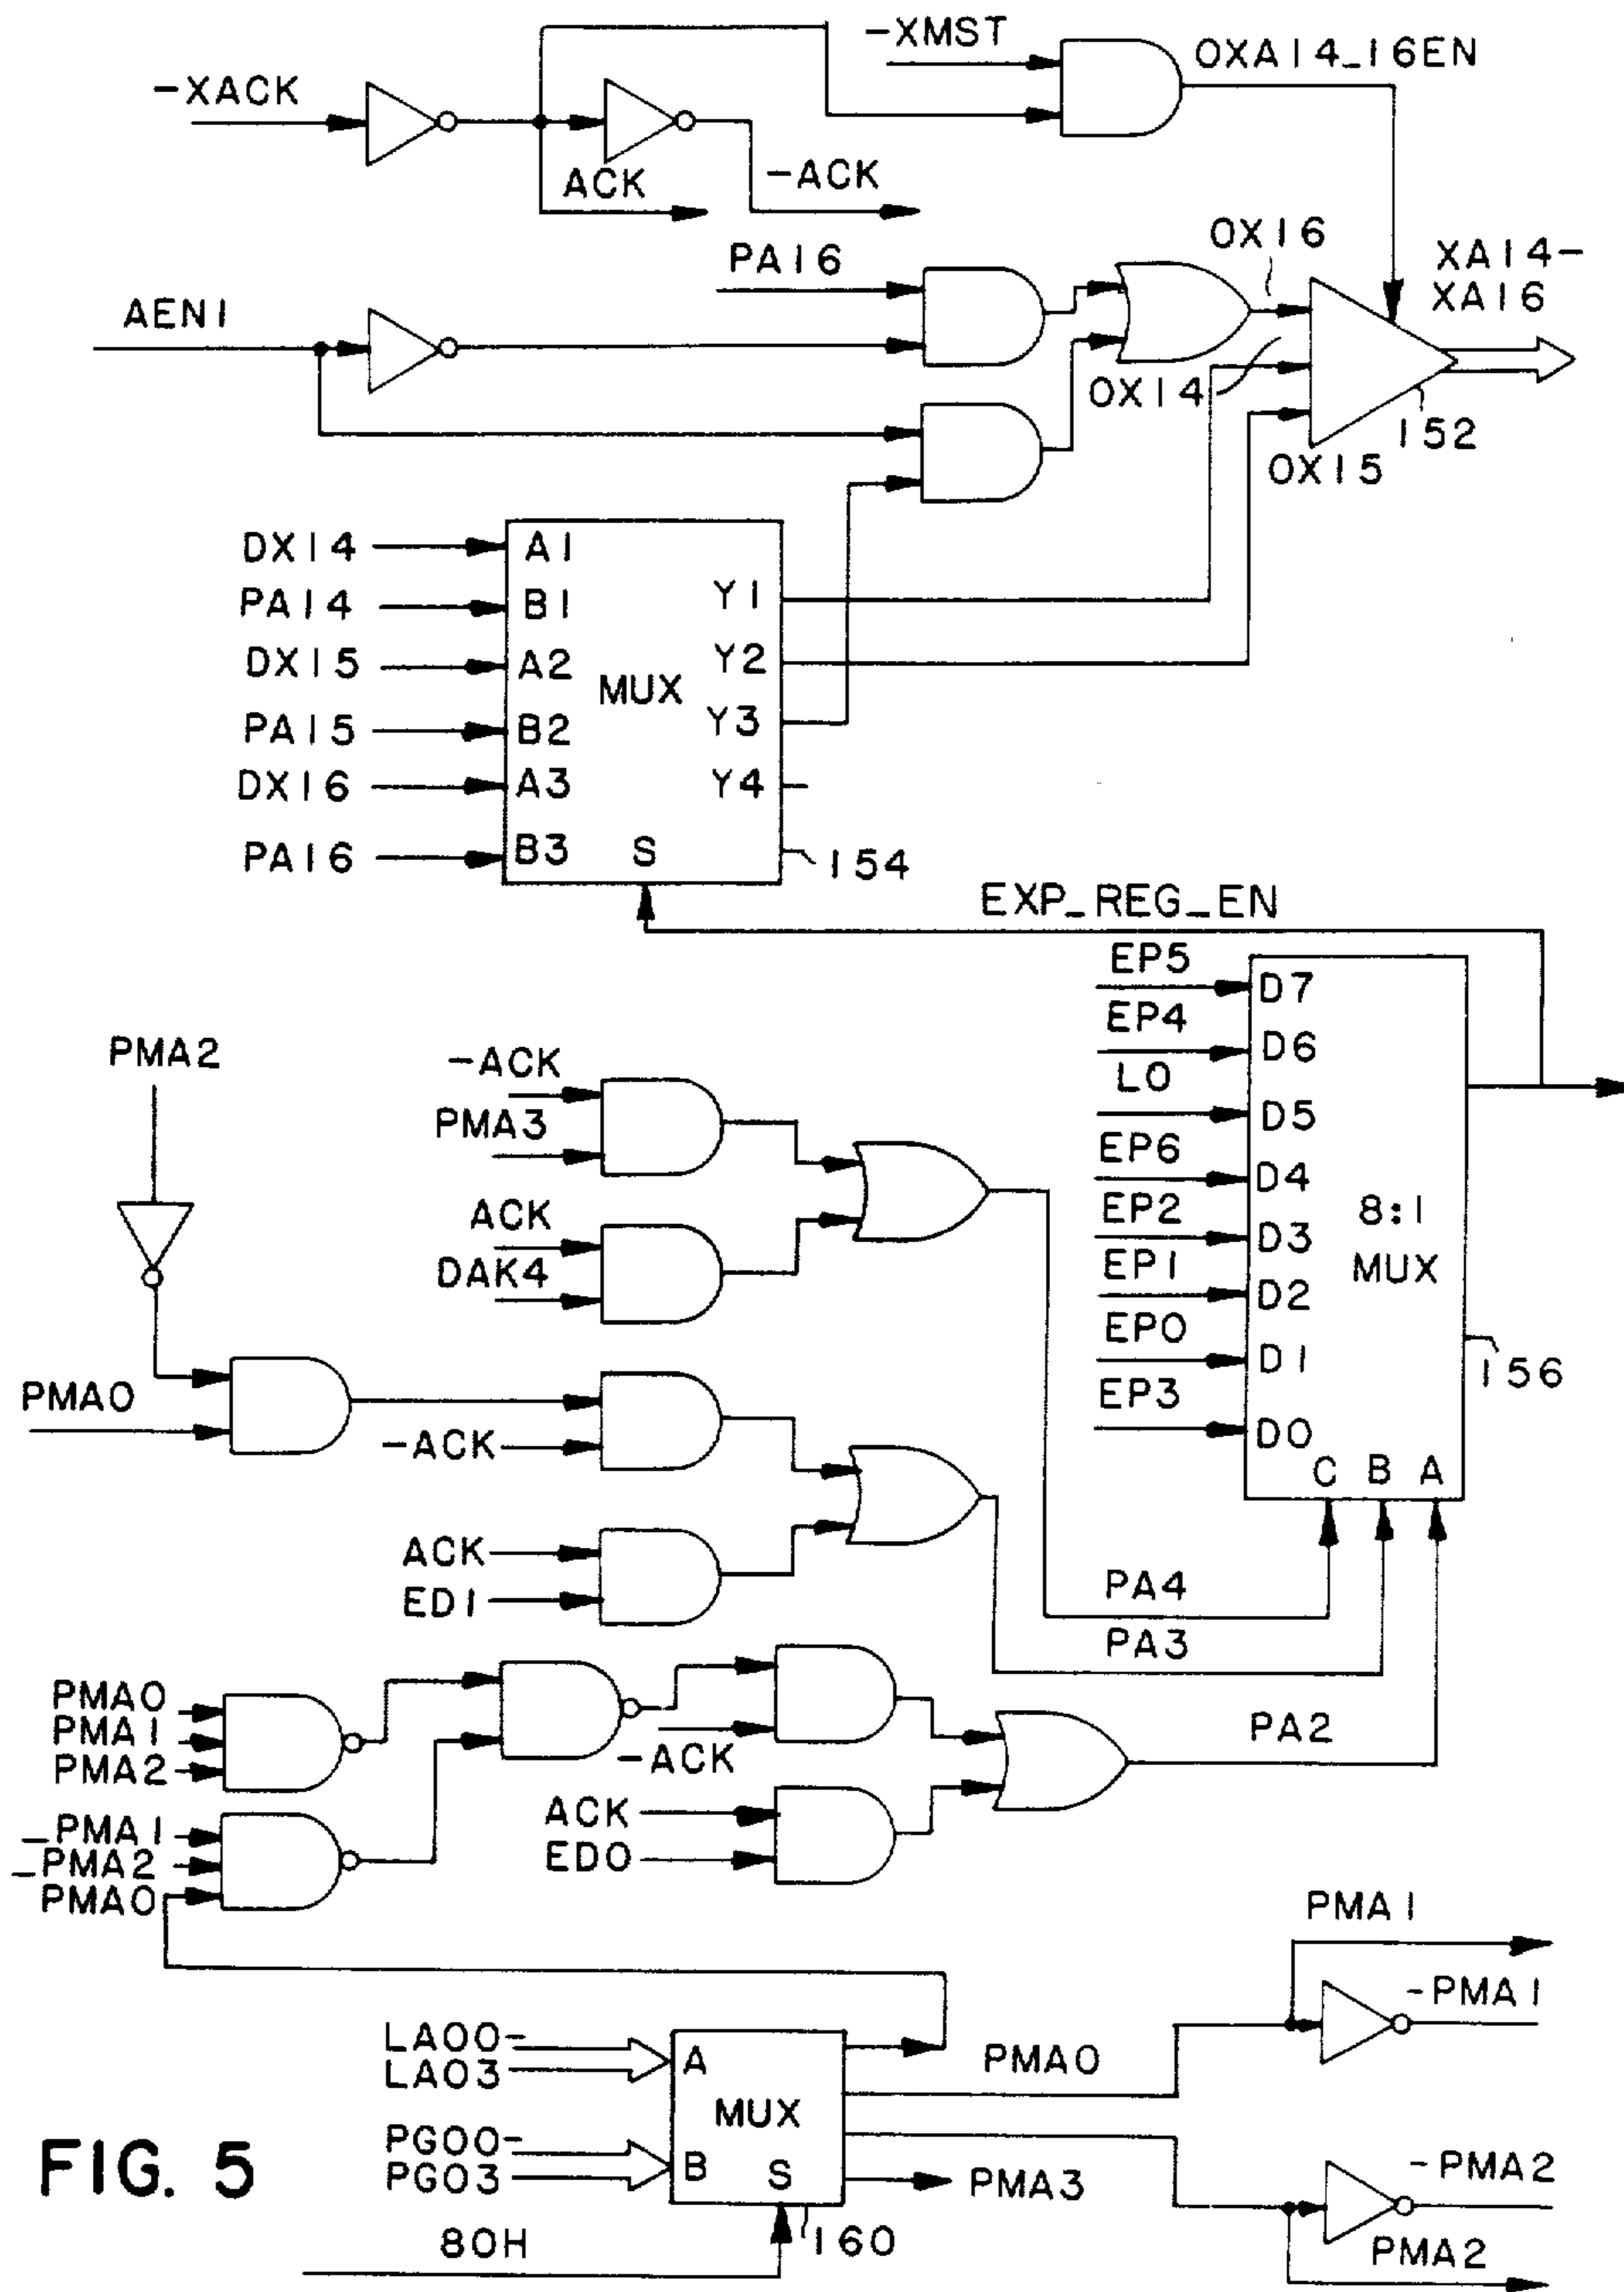 -XMST
OXA14_16EN
-XACK
ACK
-ACK
PA16
OX16
XA14-
XA16
AEN1
OX14
152
OX15
DX14
A1
PA14
B1
Y1
DX15
A2
Y2
MUX
PA15
B2
Y3
DX16
A3
Y4
PA16
B3
S
154
EXP_REG_EN
EP5
D7
EP4
D6
PMA2
-ACK
LO
D5
PMA3
EP6
D4
ACK
EP2
8:1
D3
DAK4
EP1
MUX
D2
EP0
D1
156
PMA0
EP3
D0
-ACK
C B A
ACK
ED1
PA4
PA3
PMA0
PMA1
PMA2
-ACK
PA2
_PMA1
_PMA2
PMA0
ACK
ED0
PMA1
-PMA1
LA00-
LA03
A
PMA0
MUX
PG00-
PG03
B
S
PMA3
-PMA2
FIG. 5
80H
160
PMA2